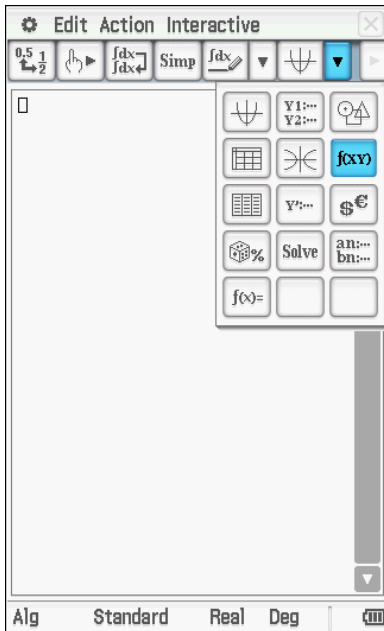 Edit Action Interactive
0.5 1/2 ∫dx ∫dx Simp ∫dx
Y1:··· Y2:···
f(XY)
Y':··· $€
% Solve an:··· bn:···
f(x)=
Alg Standard Real Deg